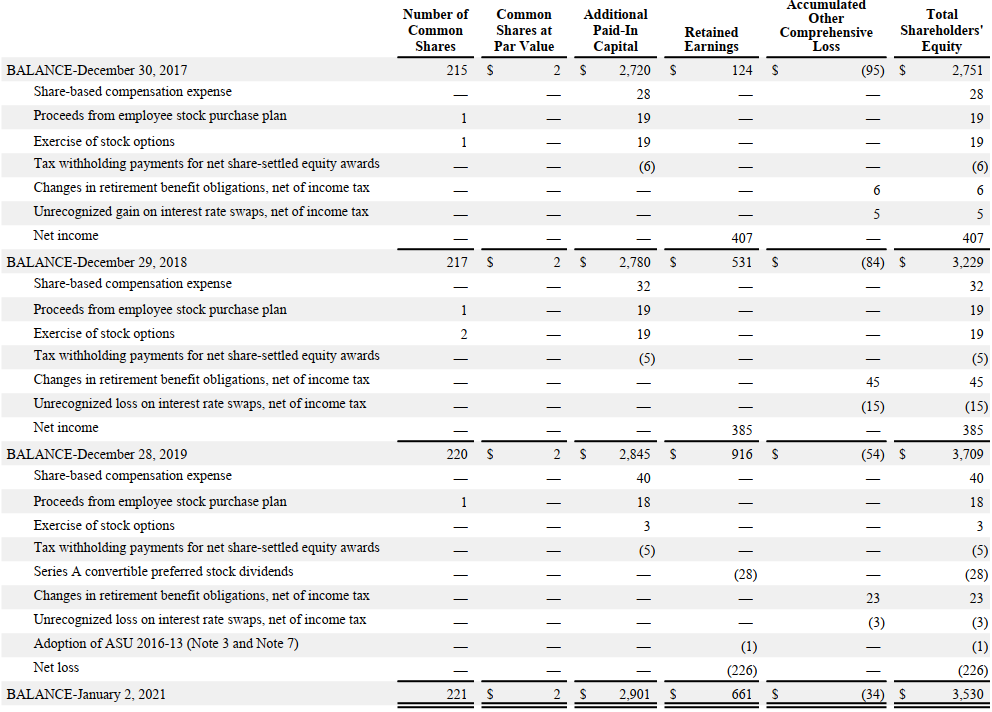 Number of Common Shares Common Shares at Par Value Additional Paid-In Capital Retained Earnings Accumulated Other Comprehensive Loss Total Shareholders' Equity
BALANCE-December 30, 2017 215 $ 2 $ 2,720 $ 124 $ (95) $ 2,751
Share-based compensation expense — — 28 — — 28
Proceeds from employee stock purchase plan 1 — 19 — — 19
Exercise of stock options 1 — 19 — — 19
Tax withholding payments for net share-settled equity awards — — (6) — — (6)
Changes in retirement benefit obligations, net of income tax — — — — 6 6
Unrecognized gain on interest rate swaps, net of income tax — — — — 5 5
Net income — — — 407 — 407
BALANCE-December 29, 2018 217 $ 2 $ 2,780 $ 531 $ (84) $ 3,229
Share-based compensation expense — — 32 — — 32
Proceeds from employee stock purchase plan 1 — 19 — — 19
Exercise of stock options 2 — 19 — — 19
Tax withholding payments for net share-settled equity awards — — (5) — — (5)
Changes in retirement benefit obligations, net of income tax — — — — 45 45
Unrecognized loss on interest rate swaps, net of income tax — — — — (15) (15)
Net income — — — 385 — 385
BALANCE-December 28, 2019 220 $ 2 $ 2,845 $ 916 $ (54) $ 3,709
Share-based compensation expense — — 40 — — 40
Proceeds from employee stock purchase plan 1 — 18 — — 18
Exercise of stock options — — 3 — — 3
Tax withholding payments for net share-settled equity awards — — (5) — — (5)
Series A convertible preferred stock dividends — — — (28) — (28)
Changes in retirement benefit obligations, net of income tax — — — — 23 23
Unrecognized loss on interest rate swaps, net of income tax — — — — (3) (3)
Adoption of ASU 2016-13 (Note 3 and Note 7) — — — (1) — (1)
Net loss — — — (226) — (226)
BALANCE-January 2, 2021 221 $ 2 $ 2,901 $ 661 $ (34) $ 3,530